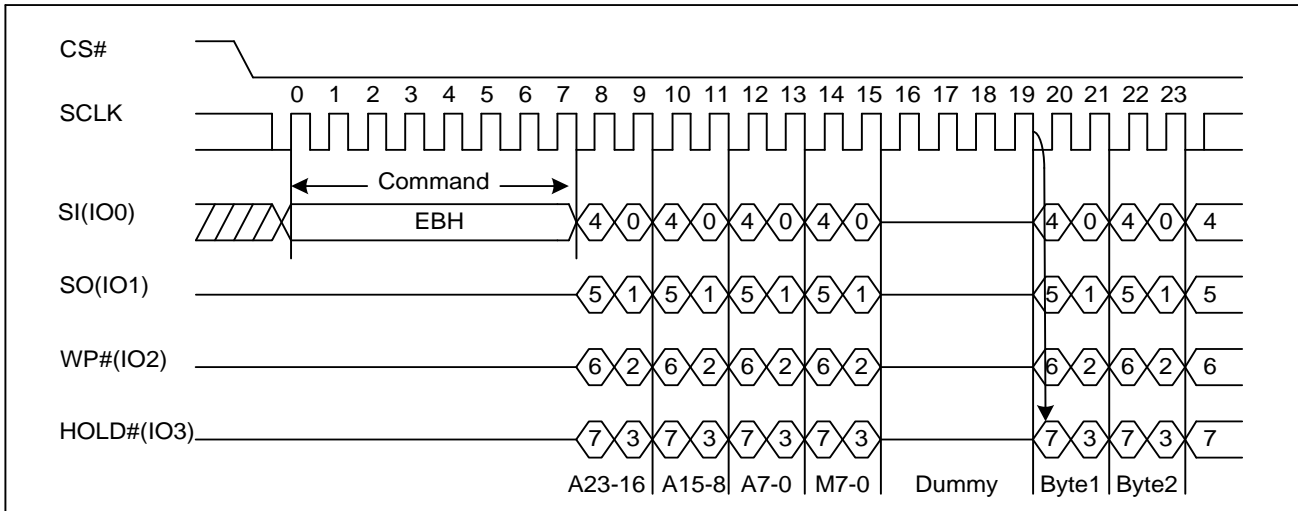 CS#
0 1 2 3 4 5 6 7 8 9 10 11 12 13 14 15 16 17 18 19 20 21 22 23
SCLK
Command
SI(IO0) EBH 4 0 4 0 4 0 4 0 4 0 4 0 4
SO(IO1) 5 1 5 1 5 1 5 1 5 1 5 1 5
WP#(IO2) 6 2 6 2 6 2 6 2 6 2 6 2 6
HOLD#(IO3) 7 3 7 3 7 3 7 3 7 3 7 3 7
A23-16 A15-8 A7-0 M7-0 Dummy Byte1 Byte2